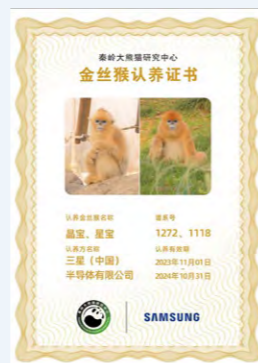 秦岭大熊猫研究中心
金丝猴认养证书
认养金丝猴名称
晶宝、星宝
谱系号
1272、1118
认养方名称
三星（中国）
半导体有限公司
认养有效期
2023年11月01日
-
2024年10月31日
SAMSUNG